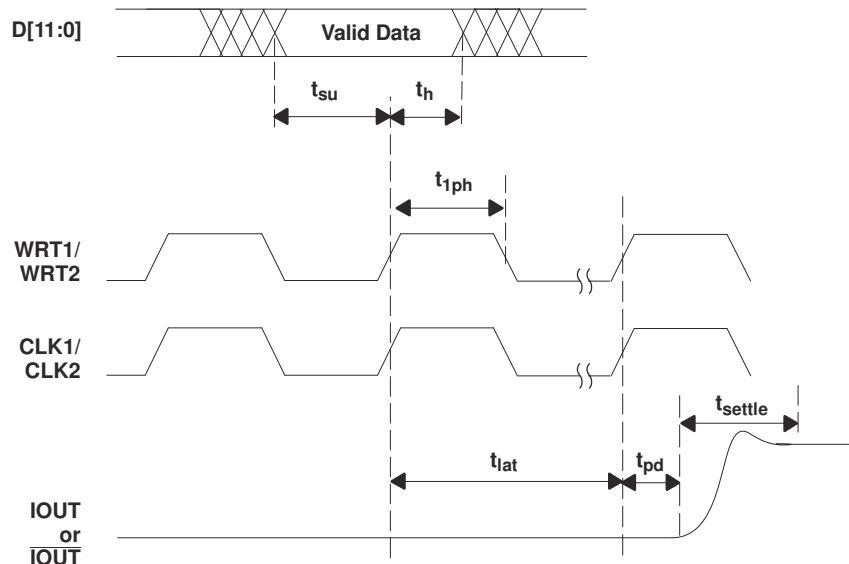 D[11:0]
Valid Data
tsu
th
t1ph
WRT1/
WRT2
CLK1/
CLK2
tsettle
tlat
tpd
IOUT
or
IOUT